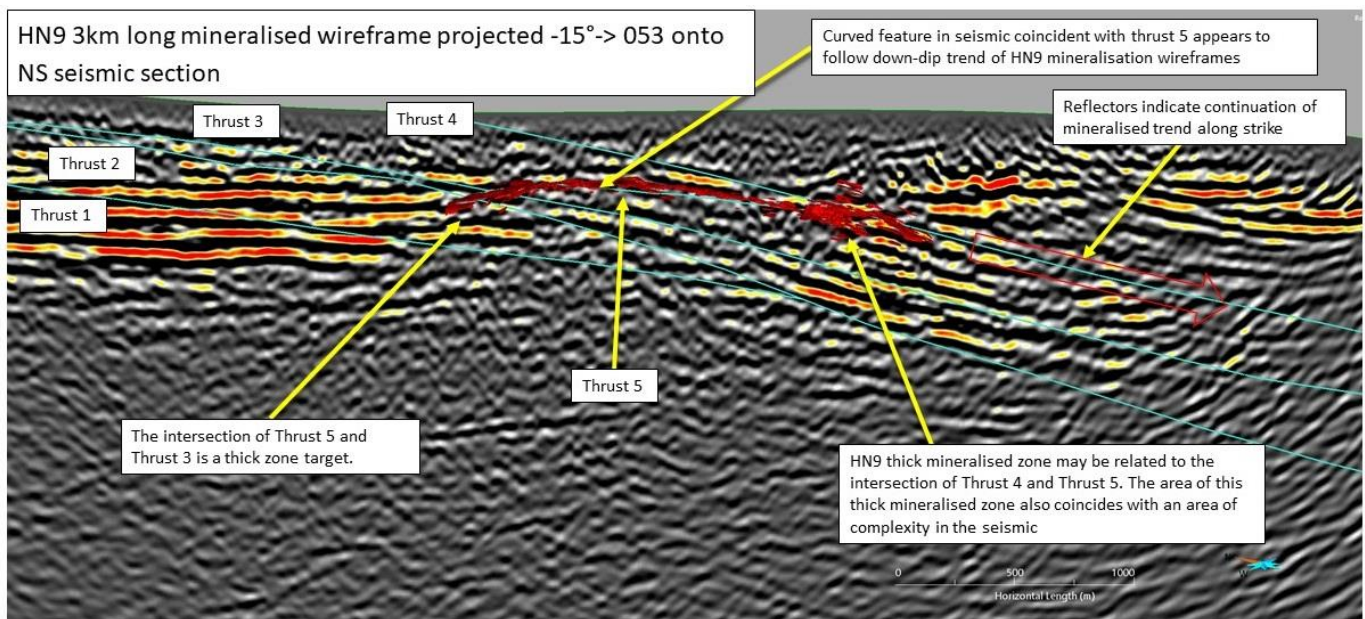 HN9 3km long mineralised wireframe projected -15°-> 053 onto
NS seismic section
Curved feature in seismic coincident with thrust 5 appears to
follow down-dip trend of HN9 mineralisation wireframes
Reflectors indicate continuation of
mineralised trend along strike
Thrust 3
Thrust 4
Thrust 2
Thrust 1
Thrust 5
The intersection of Thrust 5 and
Thrust 3 is a thick zone target.
HN9 thick mineralised zone may be related to the
intersection of Thrust 4 and Thrust 5. The area of this
thick mineralised zone also coincides with an area of
complexity in the seismic
0 500 1000
Horizontal Length (m)